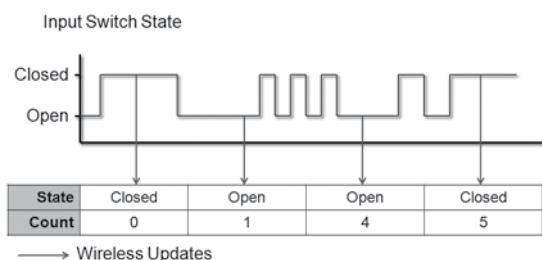 Input Switch State
Closed
Open
State Closed Open Open Closed
Count 0 1 4 5
Wireless Updates